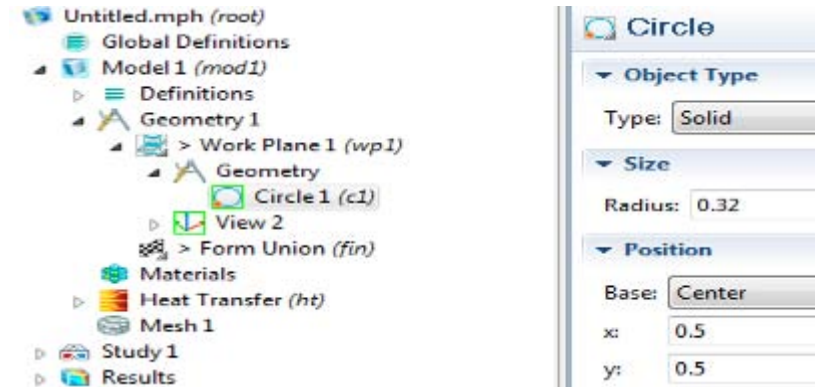 Untitled.mph (root)
Global Definitions
Model 1 (mod1)
Definitions
Geometry 1
> Work Plane 1 (wp1)
Geometry
Circle 1 (c1)
View 2
> Form Union (fin)
Materials
Heat Transfer (ht)
Mesh 1
Study 1
Results
Circle
Object Type
Type: Solid
Size
Radius: 0.32
Position
Base: Center
x: 0.5
y: 0.5